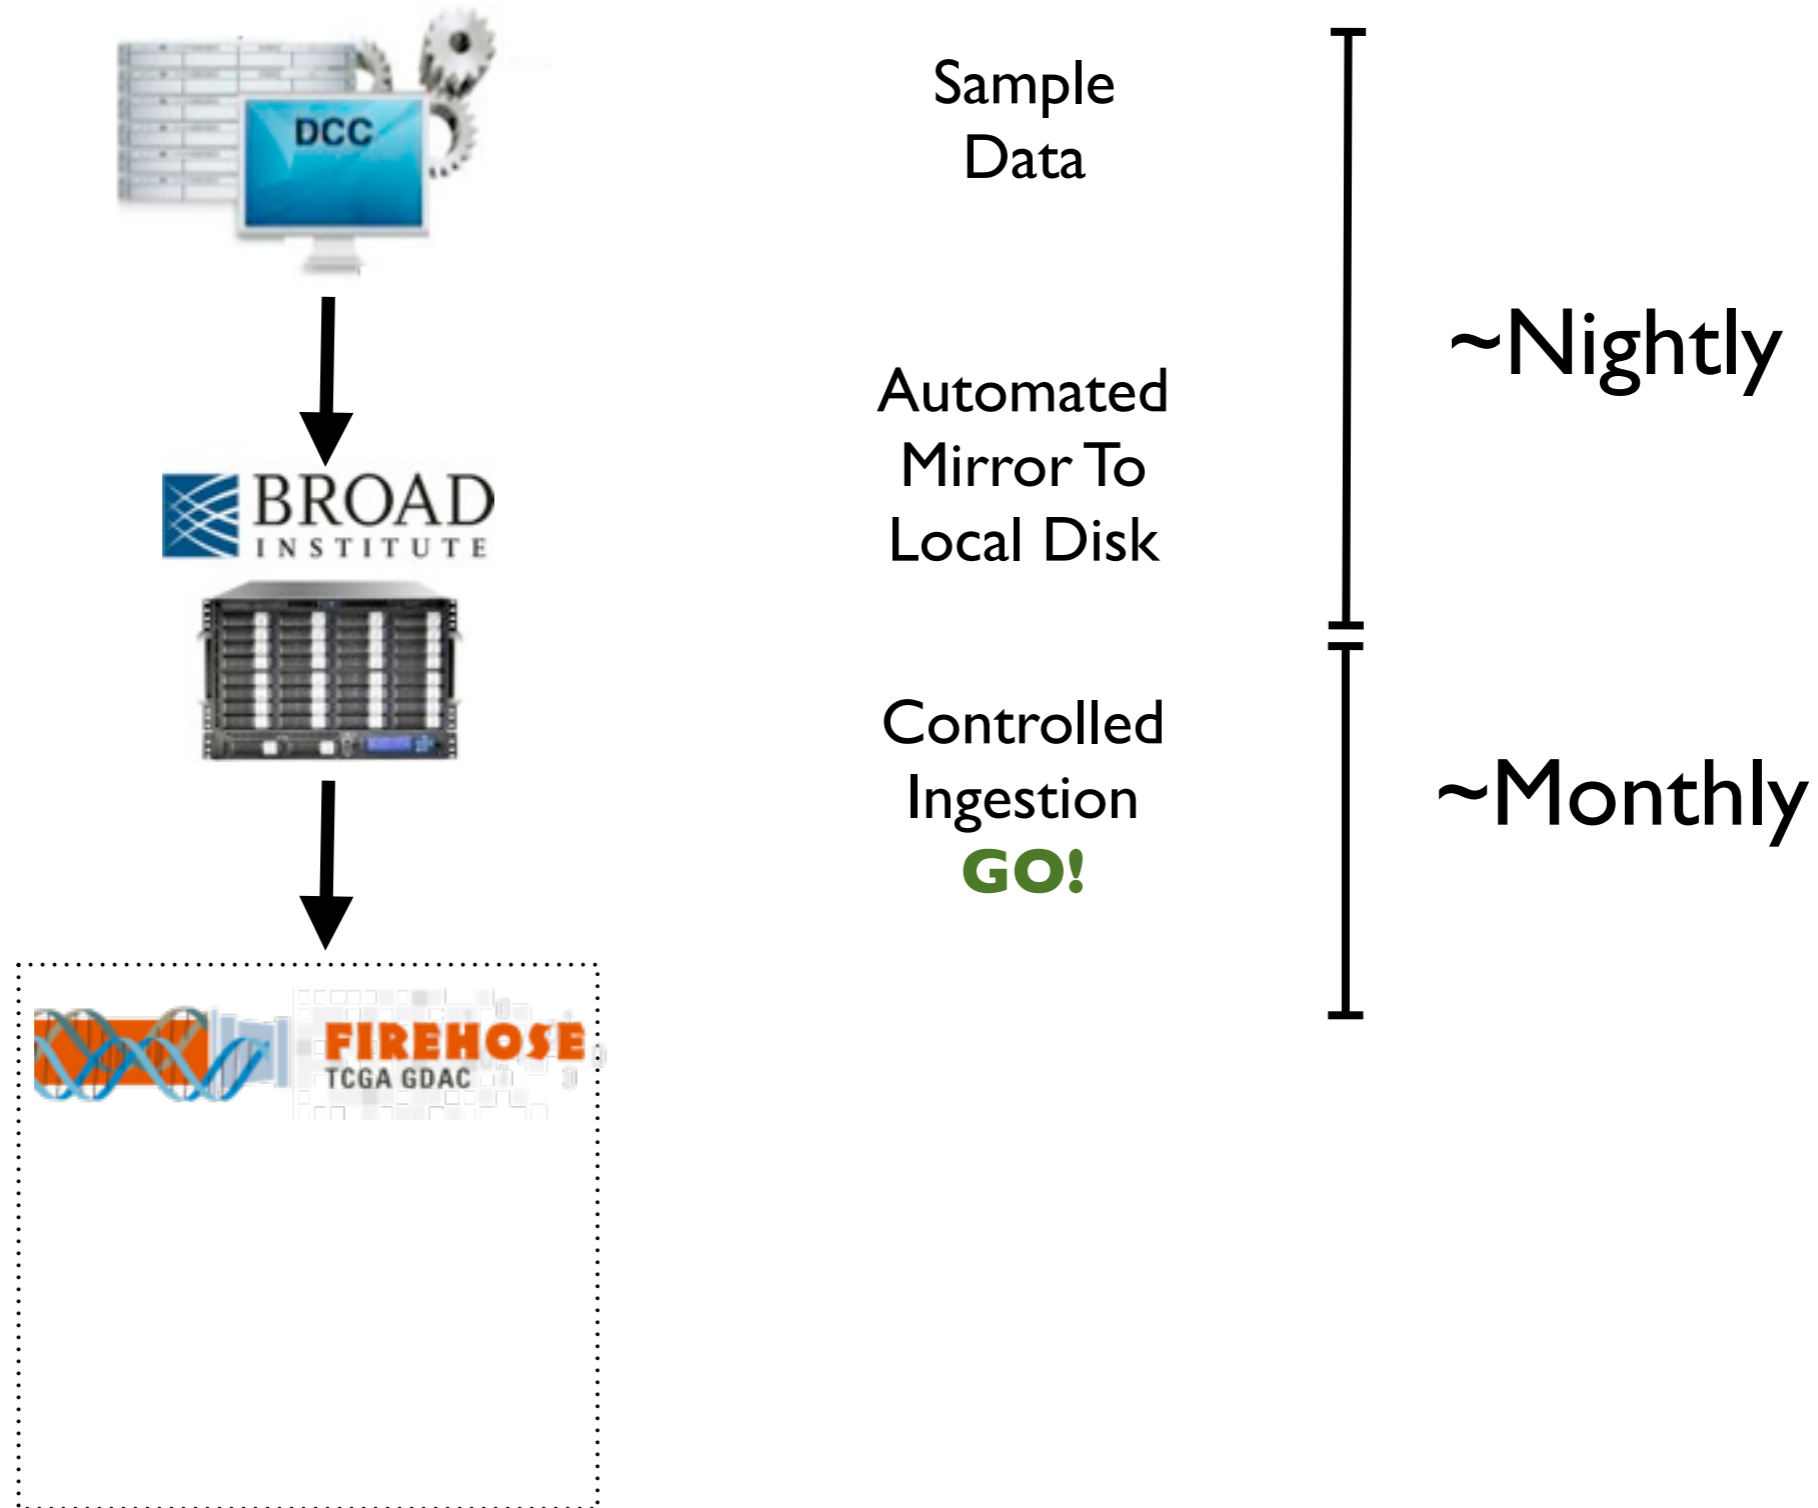 DCC
Sample
Data
~Nightly
Automated
Mirror To
Local Disk
BROAD
INSTITUTE
Controlled
Ingestion
GO!
~Monthly
FIREHOSE
TCGA GDAC